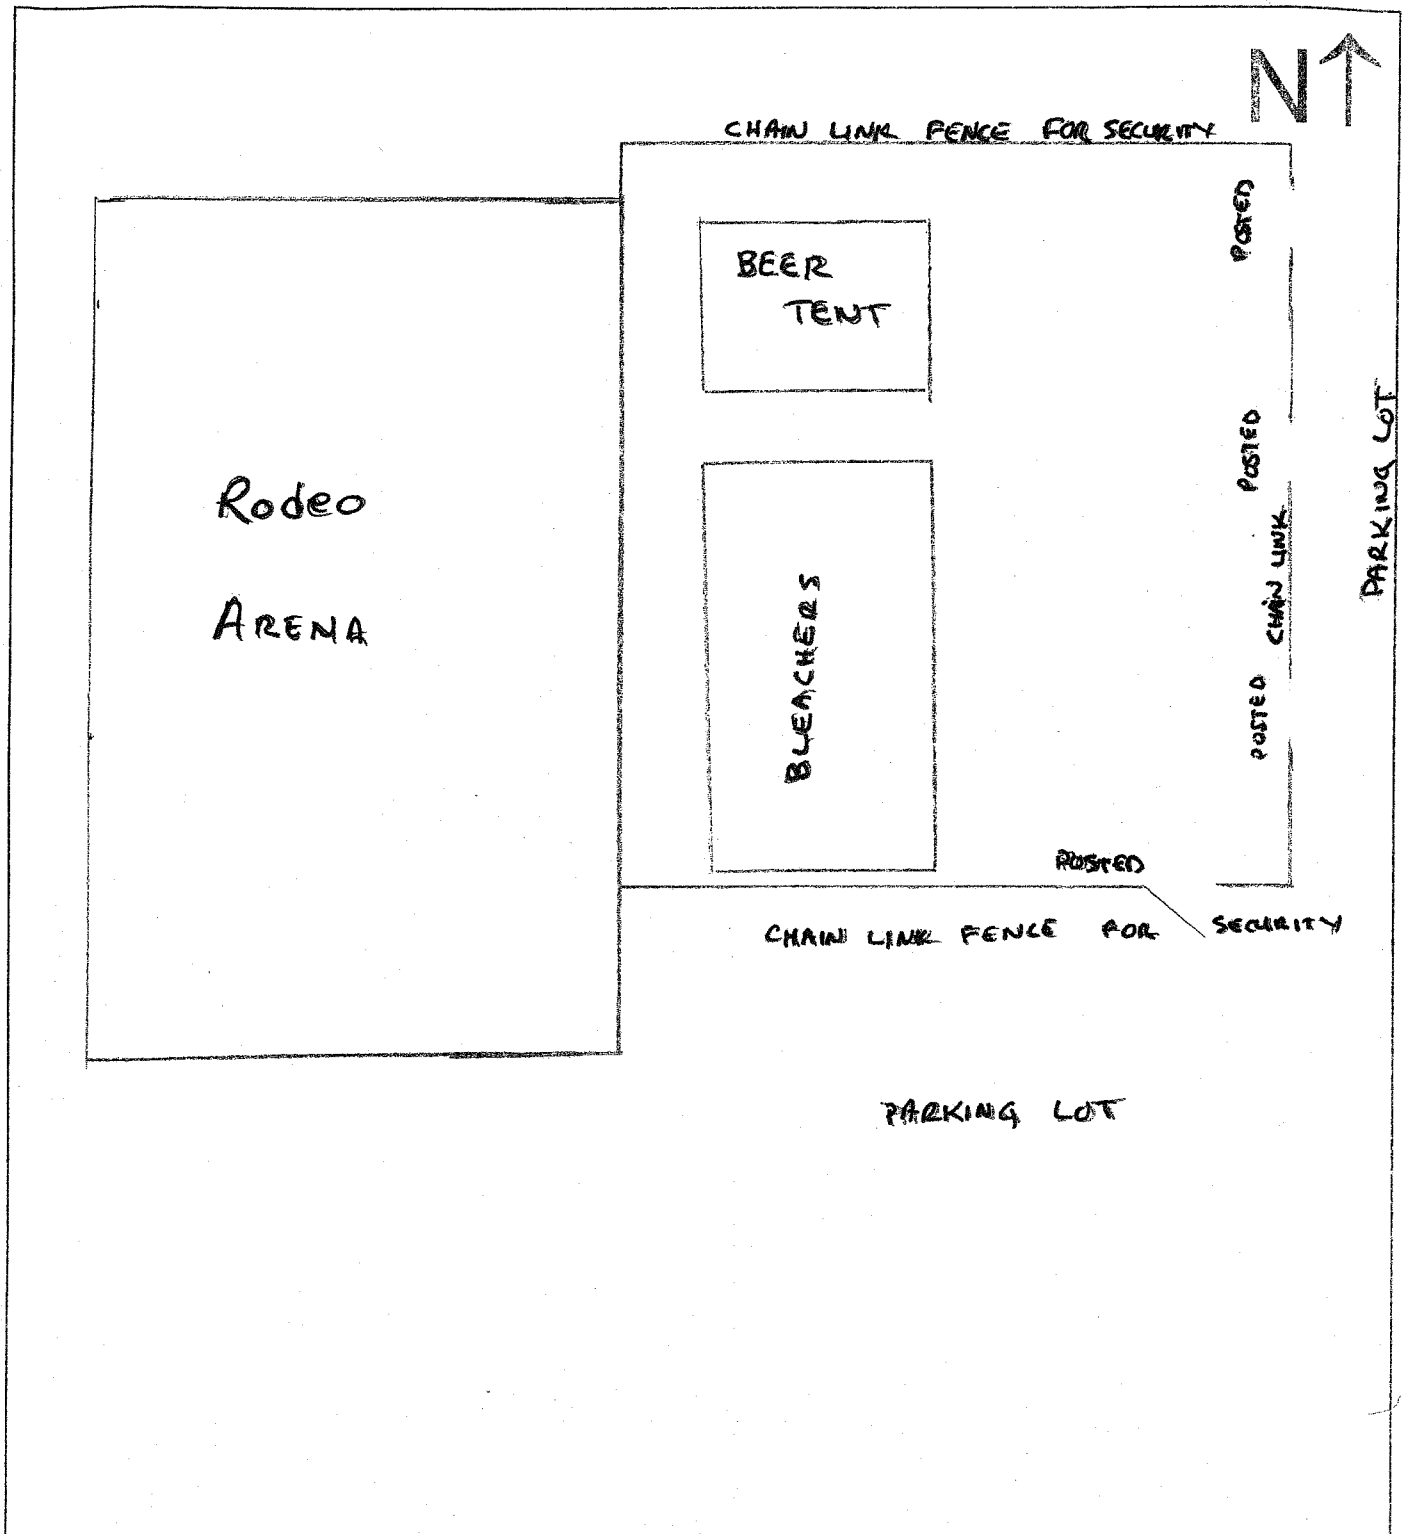 N
CHAIN LINK FENCE FOR SECURITY
POSTED
BEER
TENT
PARKING LOT
POSTED
Rodeo
CHAIN LINK
ARENA
BLEACHERS
POSTED
POSTED
CHAIN LINK FENCE FOR SECURITY
PARKING LOT